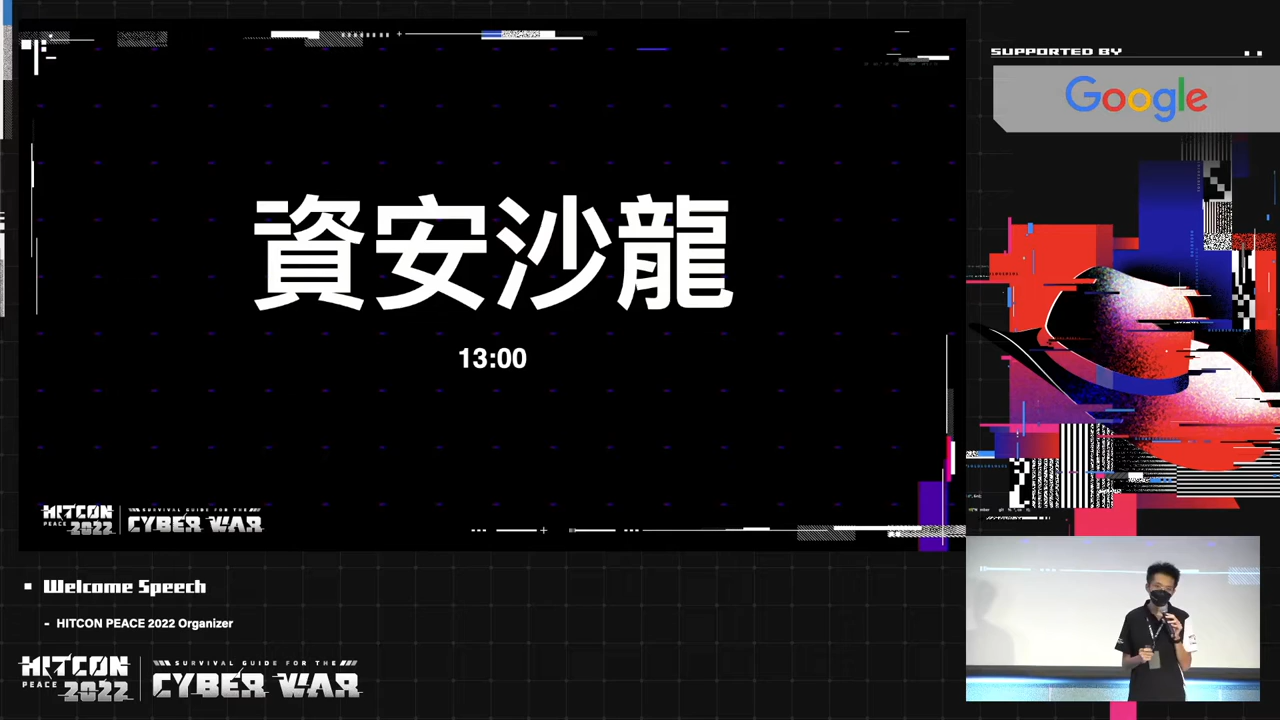 SUPPORTED BY
Google
資安沙龍
13:00
HITCON
PEACE 2022
SURVIVAL GUIDE FOR THE
CYBER WAR
Welcome Speech
- HITCON PEACE 2022 Organizer
HITCON
PEACE 2022
SURVIVAL GUIDE FOR THE
CYBER WAR